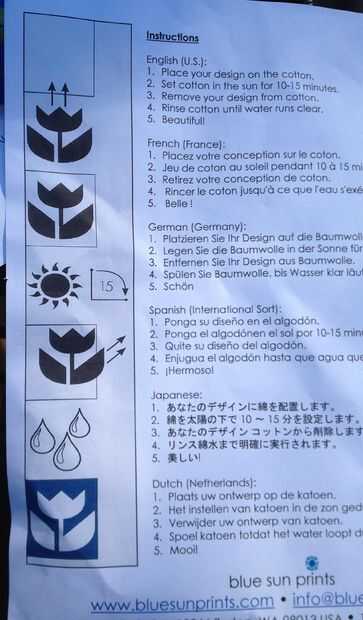 15
Instructions
English (U.S.):
1. Place your design on the cotton.
2. Set cotton in the sun for 10-15 minutes.
3. Remove your design from cotton.
4. Rinse cotton until water runs clear.
5. Beautiful!
French (France):
1. Placez votre conception sur le coton.
2. Jeu de coton au soleil pendant 10 à 15 mi
3. Retirez votre conception de coton.
4. Rincer le coton jusqu'à ce que l'eau s'exé
5. Belle !
German (Germany):
1. Platzieren Sie Ihr Design auf die Baumwolle
2. Legen Sie die Baumwolle in der Sonne für
3. Entfernen Sie Ihr Design aus Baumwolle.
4. Spülen Sie Baumwolle, bis Wasser klar läuf
5. Schön
Spanish (International Sort):
1. Ponga su diseño en el algodón.
2. Ponga el algodónen el sol por 10-15 minu
3. Quite su diseño del algodón.
4. Enjugua el algodón hasta que agua que
5. ¡Hermoso!
Japanese:
1. あなたのデザインに綿を配置します。
2. 綿を太陽の下で 10 〜 15 分を設定します。
3. あなたのデザイン コットンから削除します
4. リンス綿水まで明確に実行されます。
5. 美しい!
Dutch (Netherlands):
1. Plaats uw ontwerp op de katoen.
2. Het instellen van katoen in de zon ged
3. Verwijder uw ontwerp van katoen.
4. Spoel katoen totdat het water loopt d
5. Mooi!
blue sun prints
www.bluesunprints.com • info@blue
98013 USA •